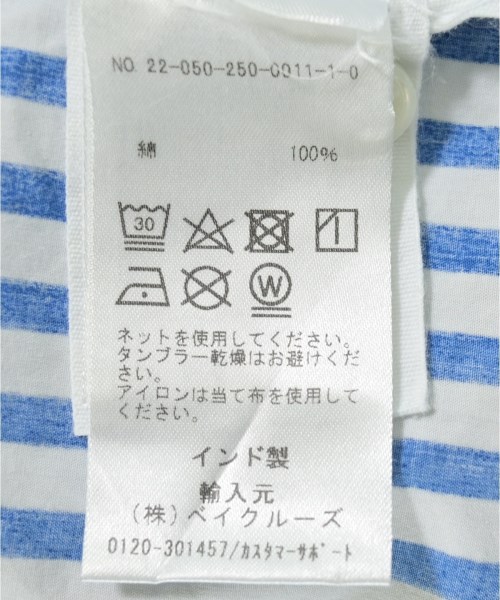 NO. 22-050-250-0011-1-0
綿 100%
30
W
ネットを使用してください。
タンブラー乾燥はお避けくだ
さい。
アイロンは当て布を使用して
ください。
インド製
輸入元
(株)ベイクルーズ
0120-301457/カスタマーサポート